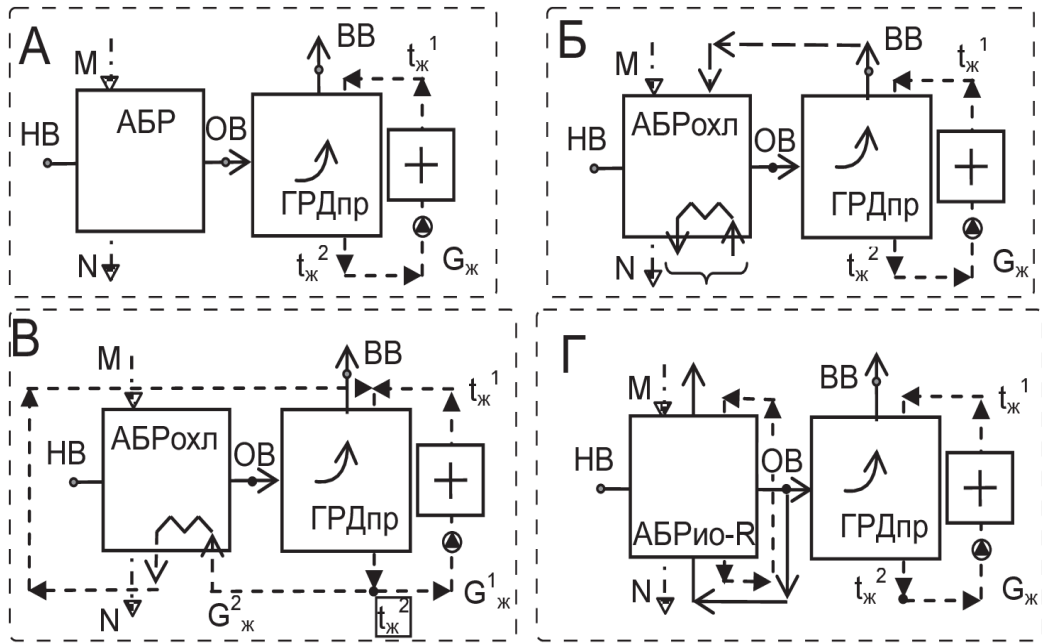 А
М
АБР
НВ
ОВ
ВВ
tж¹
ГРДпр
N
tж²
Gж
Б
М
АБРохл
НВ
ОВ
ВВ
tж¹
ГРДпр
N
tж²
Gж
В
М
АБРохл
НВ
ОВ
ВВ
tж¹
ГРДпр
N
G²ж
tж²
G¹ж
Г
М
НВ
ОВ
ВВ
tж¹
АБРио-R
ГРДпр
N
tж²
Gж